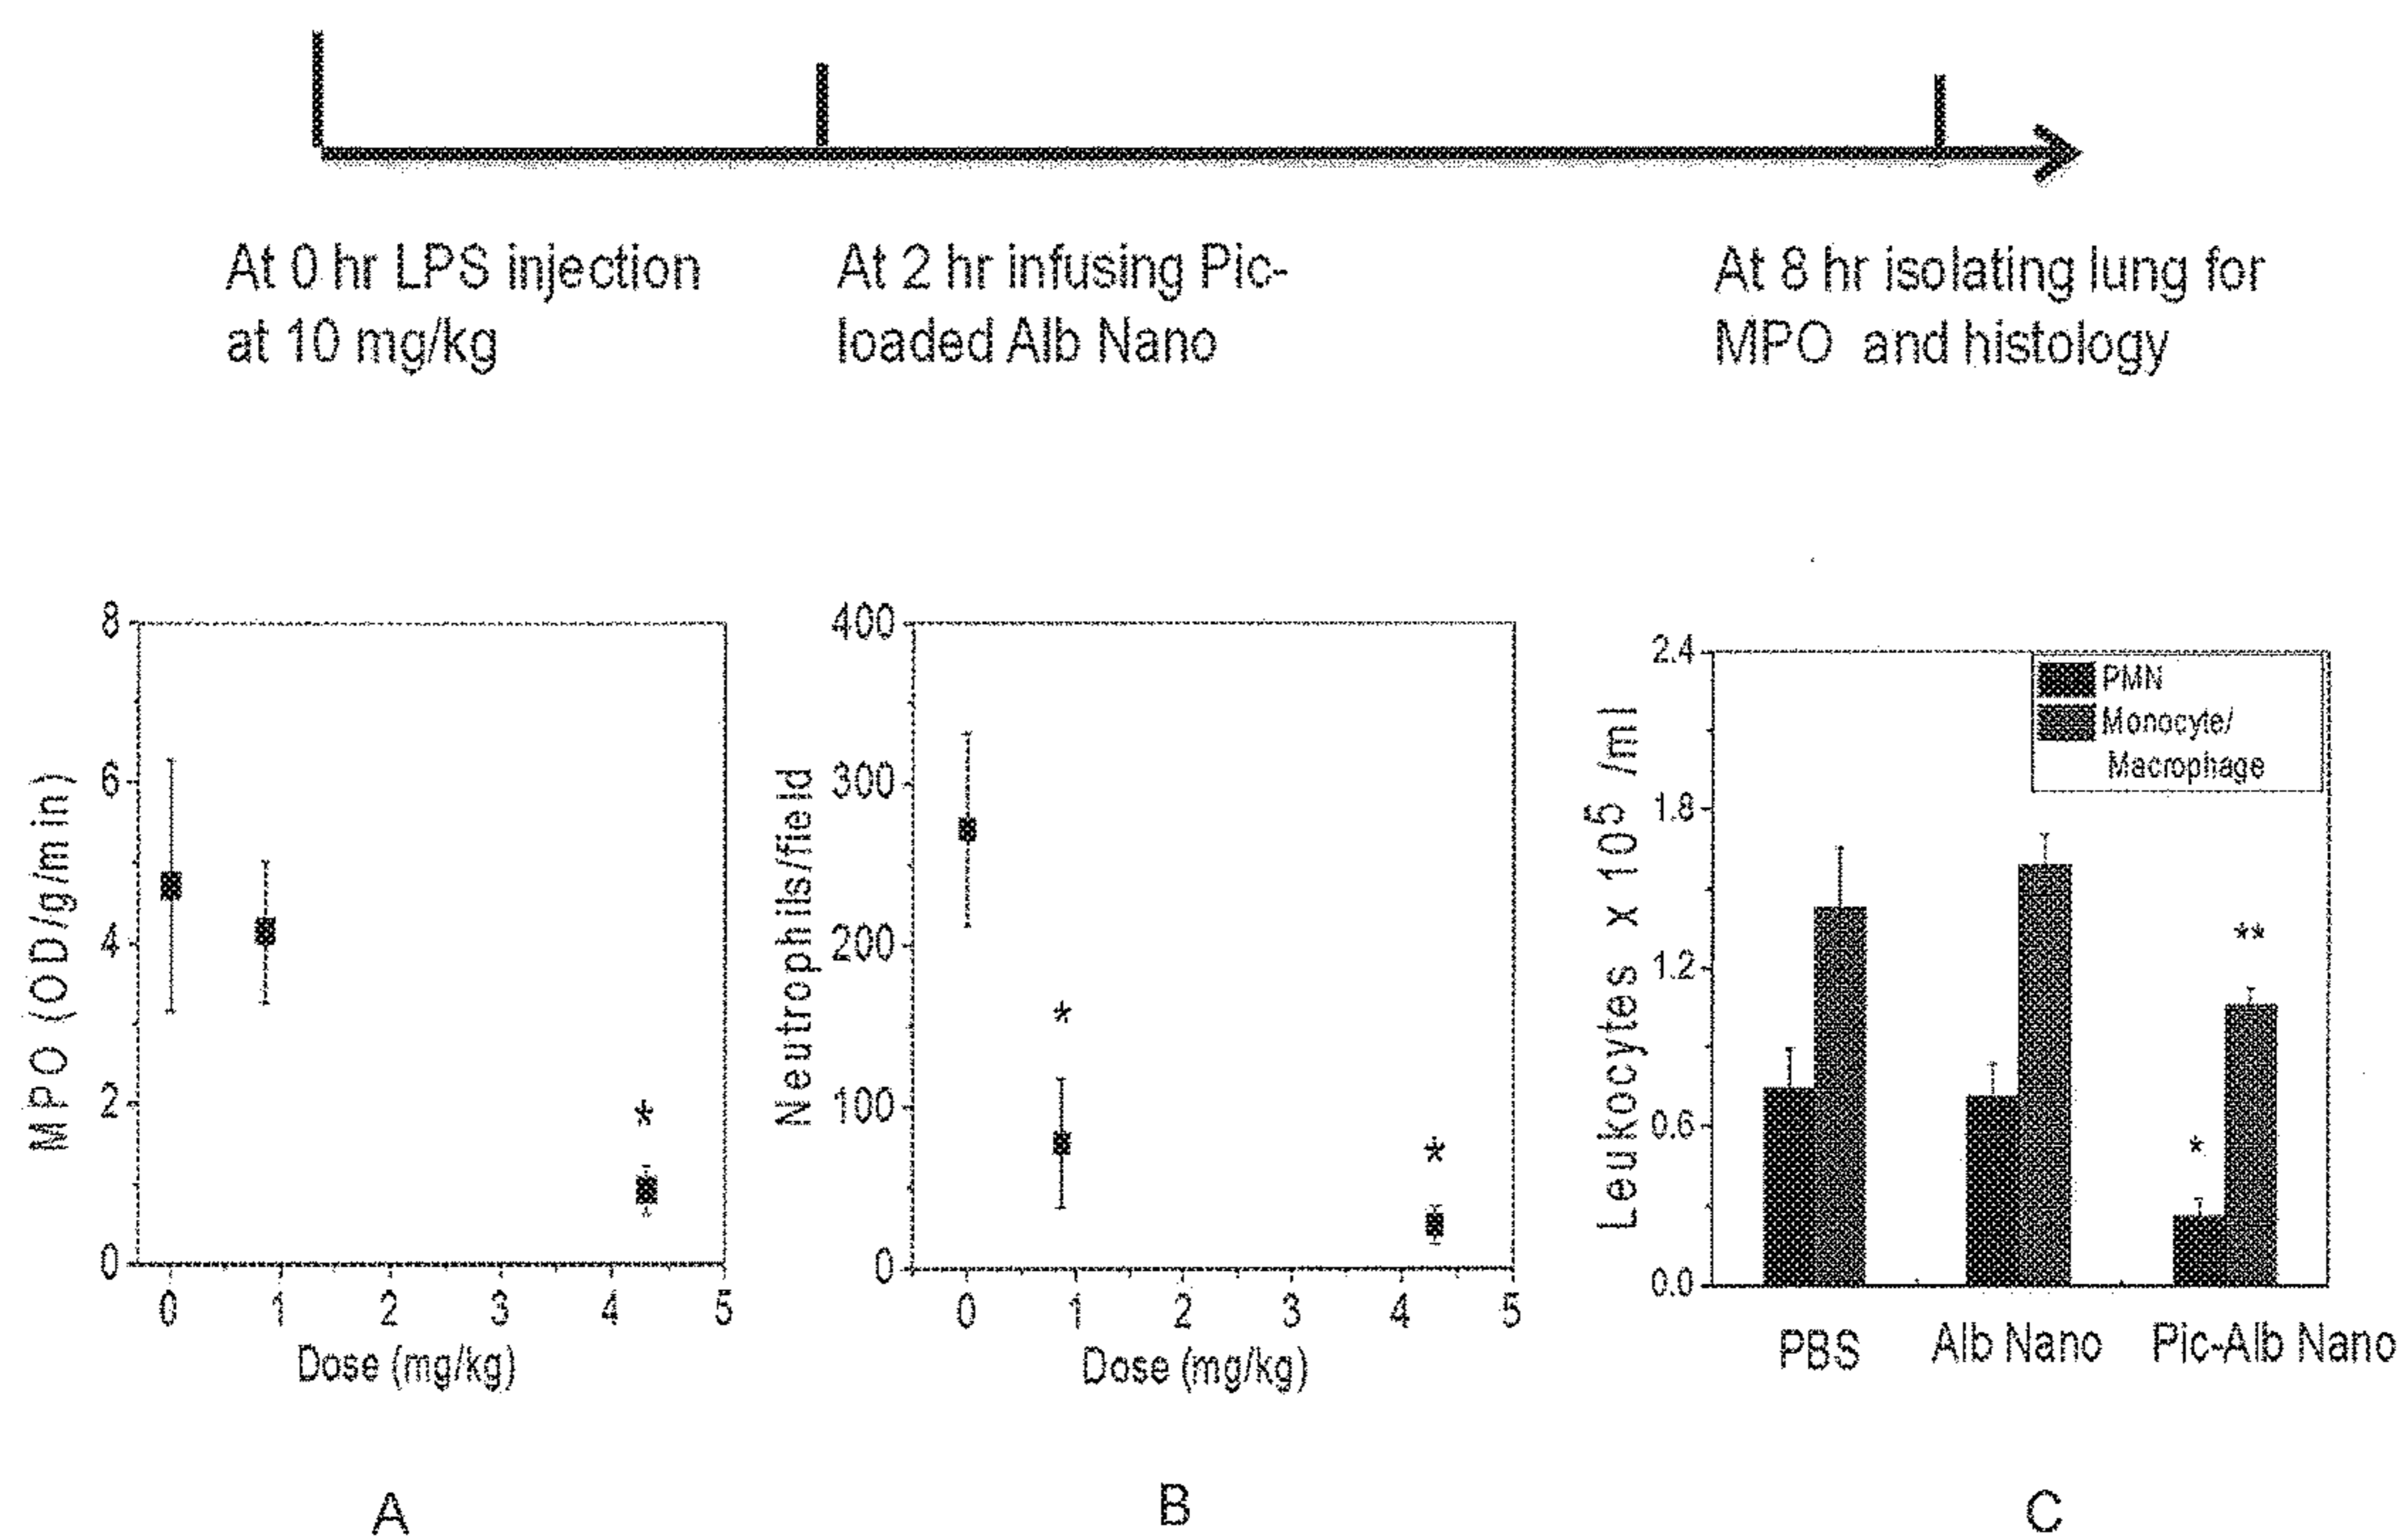 At 0 hr LPS injection
at 10 mg/kg
At 2 hr infusing Pic-
loaded Alb Nano
At 8 hr isolating lung for
MPO and histology
MPO (OD/g/min)
8
6
4
2
0
*
0 1 2 3 4 5
Dose (mg/kg)
A
Neutrophils/field
400
300
200
100
0
*
*
0 1 2 3 4 5
Dose (mg/kg)
B
Leukocytes x 10⁵ /ml
2.4
1.8
1.2
0.6
0.0
PMN
Monocyte/
Macrophage
*
**
PBS Alb Nano Pic-Alb Nano
C